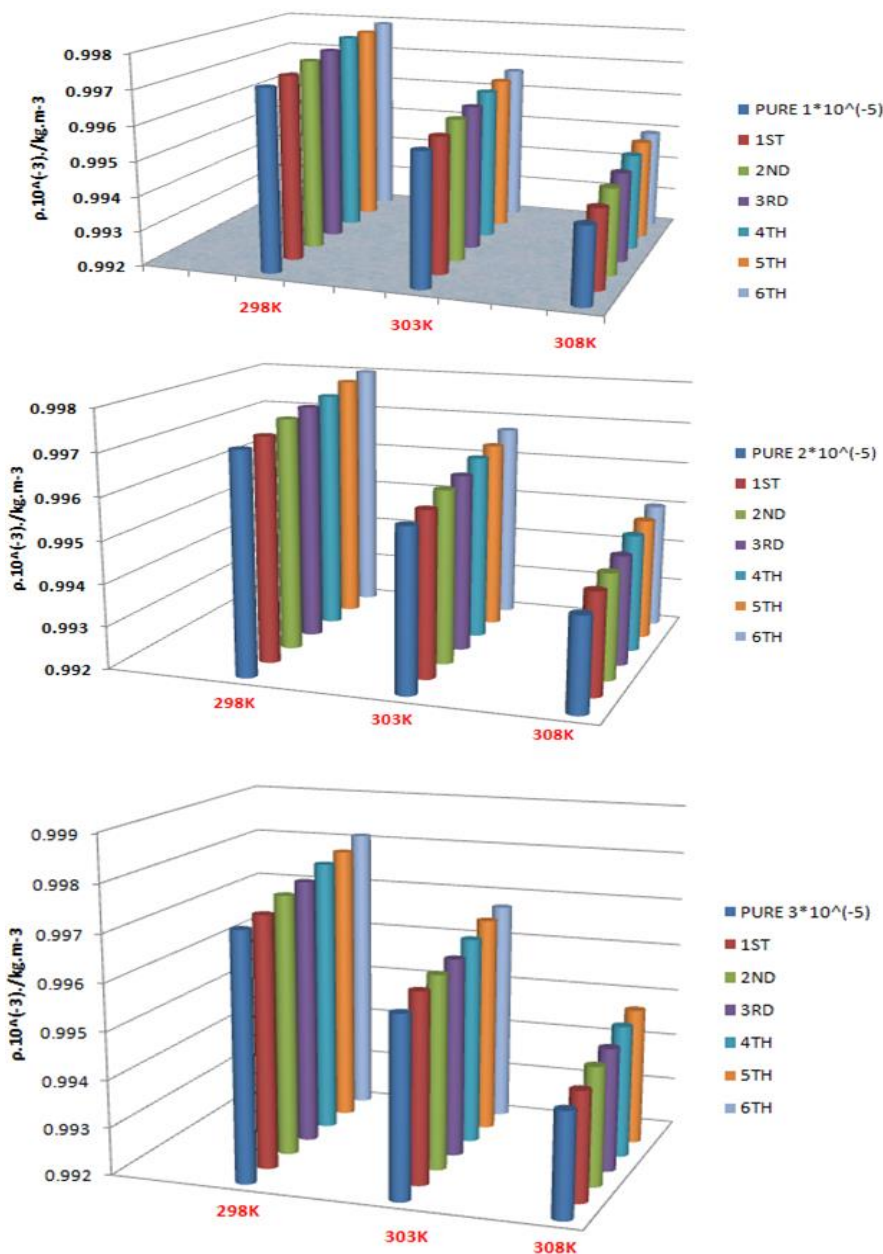 0.998
0.997
0.996
0.995
0.994
0.993
0.992
ρ.10^(-3)./kg.m-3
298K
303K
308K
PURE 1*10^(-5)
1ST
2ND
3RD
4TH
5TH
6TH
0.998
0.997
0.996
0.995
0.994
0.993
0.992
ρ.10^(-3)./kg.m-3
298K
303K
308K
PURE 2*10^(-5)
1ST
2ND
3RD
4TH
5TH
6TH
0.999
0.998
0.997
0.996
0.995
0.994
0.993
0.992
ρ.10^(-3)./kg.m-3
298K
303K
308K
PURE 3*10^(-5)
1ST
2ND
3RD
4TH
5TH
6TH